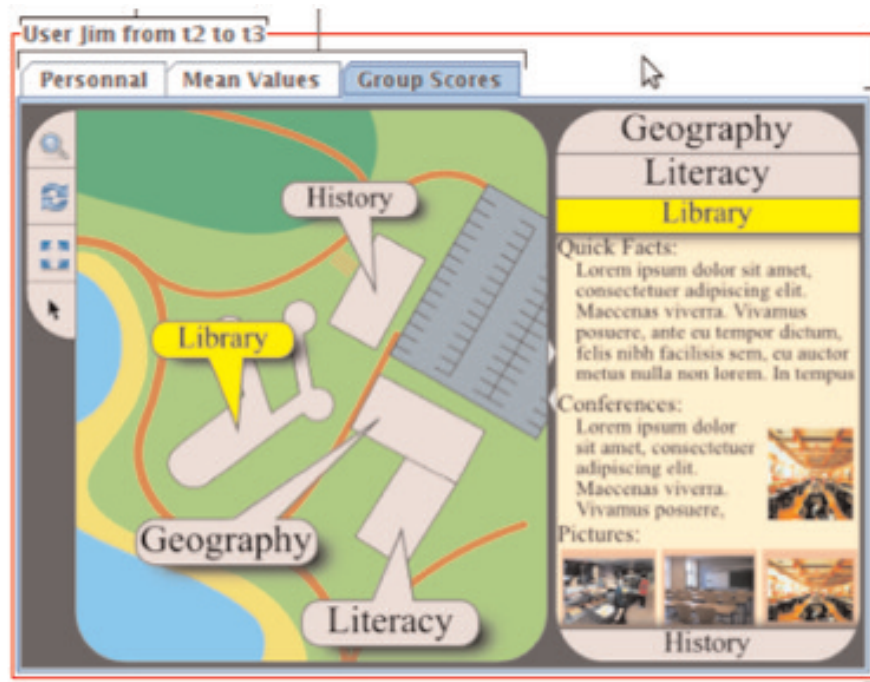 User Jim from t2 to t3
Personnal Mean Values Group Scores
History
Library
Geography
Literacy
Geography
Literacy
Library
Quick Facts:
Lorem ipsum dolor sit amet,
consectetuer adipiscing elit.
Maecenas viverra. Vivamus
posuere, ante eu tempor dictum,
felis nibh facilisis sem, eu auctor
metus nulla non lorem. In tempus
Conferences:
Lorem ipsum dolor
sit amet, consectetuer
adipiscing elit.
Maecenas viverra.
Vivamus posuere,
Pictures:
History